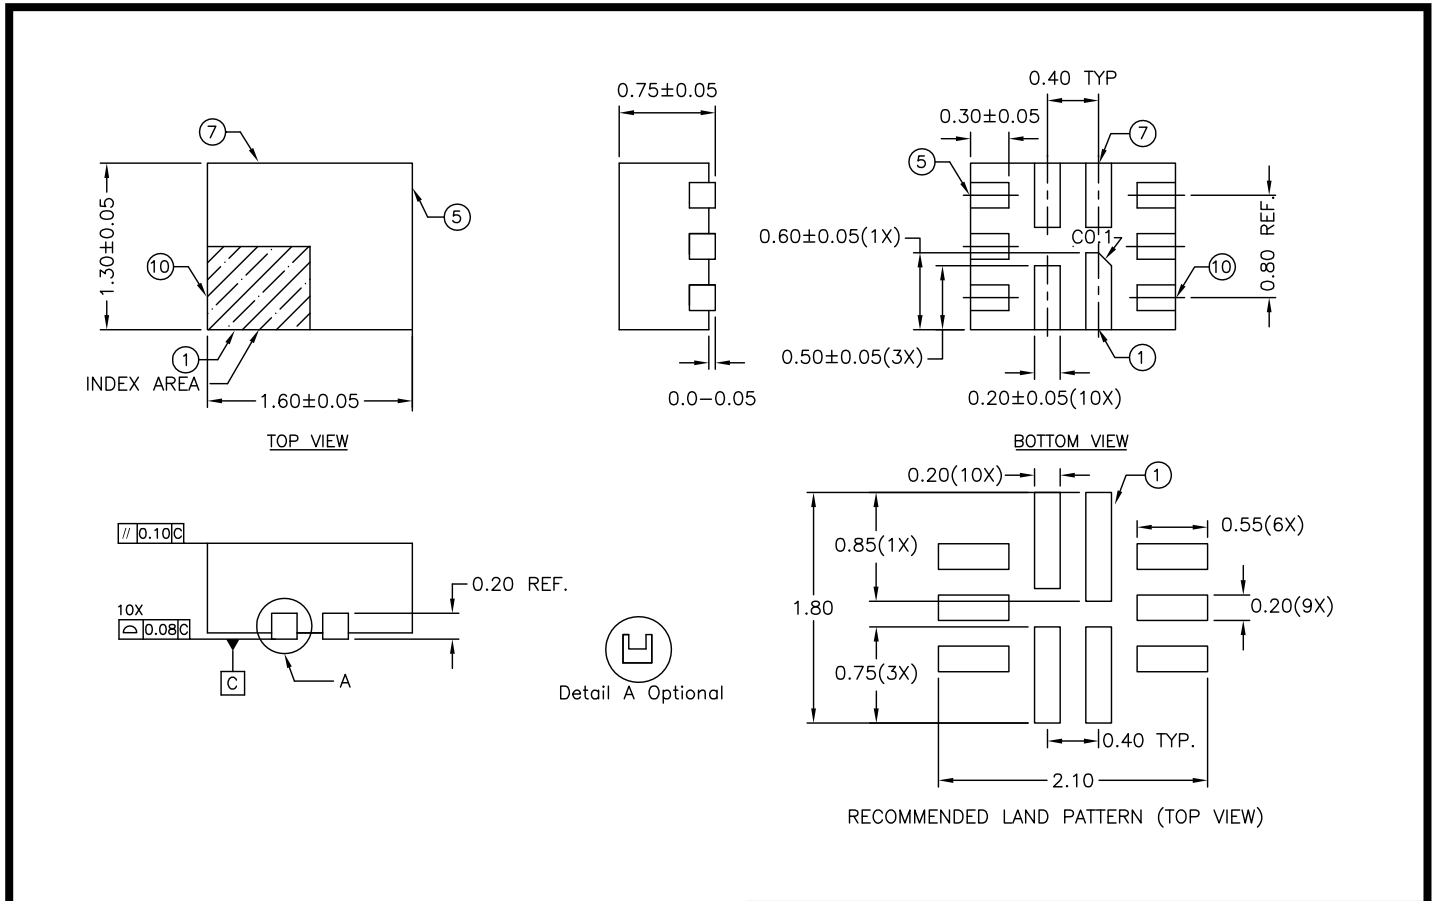 7
5
10
1
1.30±0.05
INDEX AREA
1.60±0.05
TOP VIEW
0.75±0.05
0.0-0.05
0.40 TYP
0.30±0.05
7
5
0.60±0.05(1X)
C0.1
0.80 REF.
10
0.50±0.05(3X)
1
0.20±0.05(10X)
BOTTOM VIEW
// 0.10 C
10X
0.08 C
C
A
0.20 REF.
Detail A Optional
0.20(10X)
1
0.55(6X)
0.85(1X)
1.80
0.20(9X)
0.75(3X)
0.40 TYP.
2.10
RECOMMENDED LAND PATTERN (TOP VIEW)